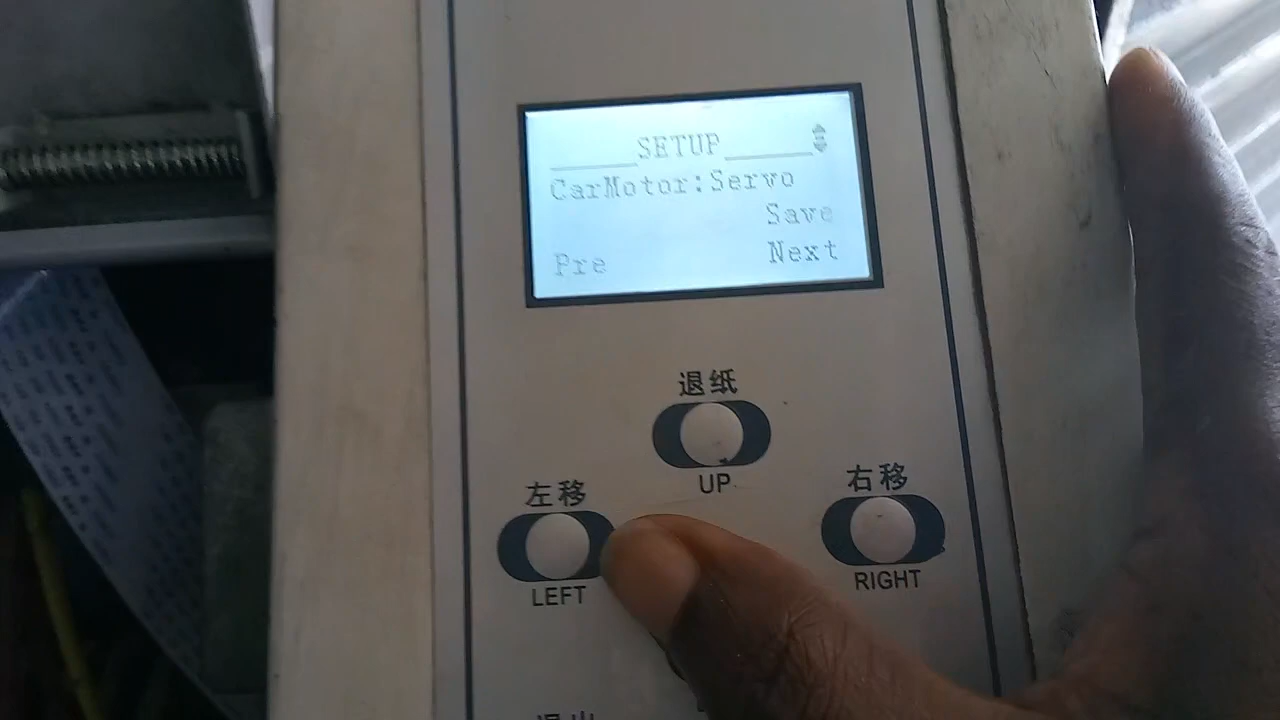 SETUP
CarMotor:Servo
Save
Pre Next
退纸
UP
左移
右移
LEFT
RIGHT